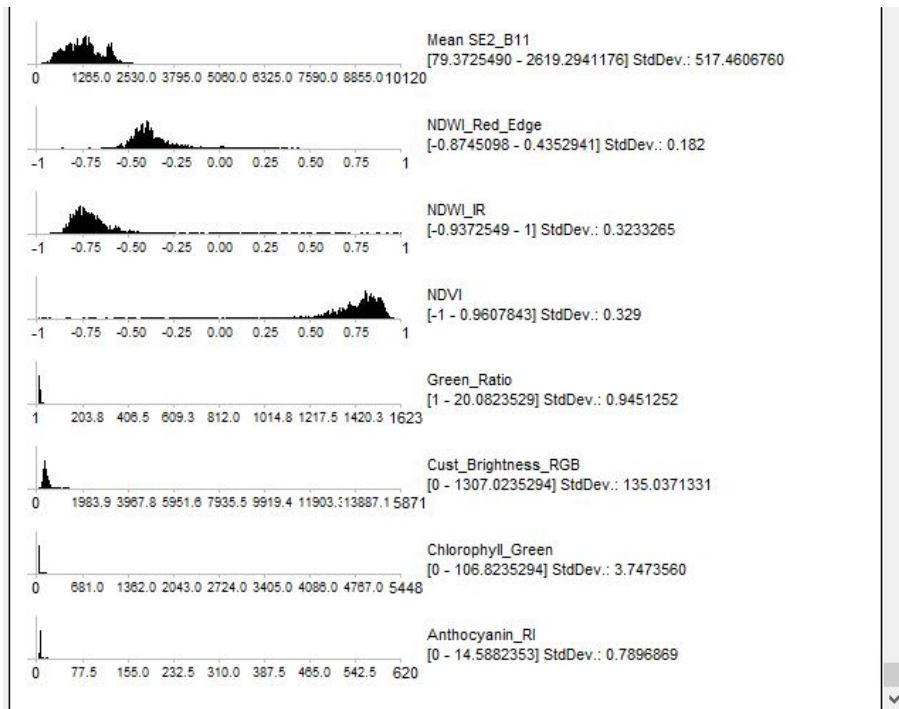 Mean SE2_B11
[79.3725490 - 2619.2941176] StdDev.: 517.4606760
0 1265.0 2530.0 3795.0 5060.0 6325.0 7590.0 8855.0 10120
NDWI_Red_Edge
[-0.8745098 - 0.4352941] StdDev.: 0.182
-1 -0.75 -0.50 -0.25 0.00 0.25 0.50 0.75 1
NDWI_IR
[-0.9372549 - 1] StdDev.: 0.3233265
-1 -0.75 -0.50 -0.25 0.00 0.25 0.50 0.75 1
NDVI
[-1 - 0.9607843] StdDev.: 0.329
-1 -0.75 -0.50 -0.25 0.00 0.25 0.50 0.75 1
Green_Ratio
[1 - 20.0823529] StdDev.: 0.9451252
1 203.8 406.5 609.3 812.0 1014.8 1217.5 1420.3 1623
Cust_Brightness_RGB
[0 - 1307.0235294] StdDev.: 135.0371331
0 1983.9 3967.8 5951.6 7935.5 9919.4 11903.3 13887.1 5871
Chlorophyll_Green
[0 - 106.8235294] StdDev.: 3.7473560
0 681.0 1362.0 2043.0 2724.0 3405.0 4086.0 4767.0 5448
Anthocyanin_RI
[0 - 14.5882353] StdDev.: 0.7896869
0 77.5 155.0 232.5 310.0 387.5 465.0 542.5 620